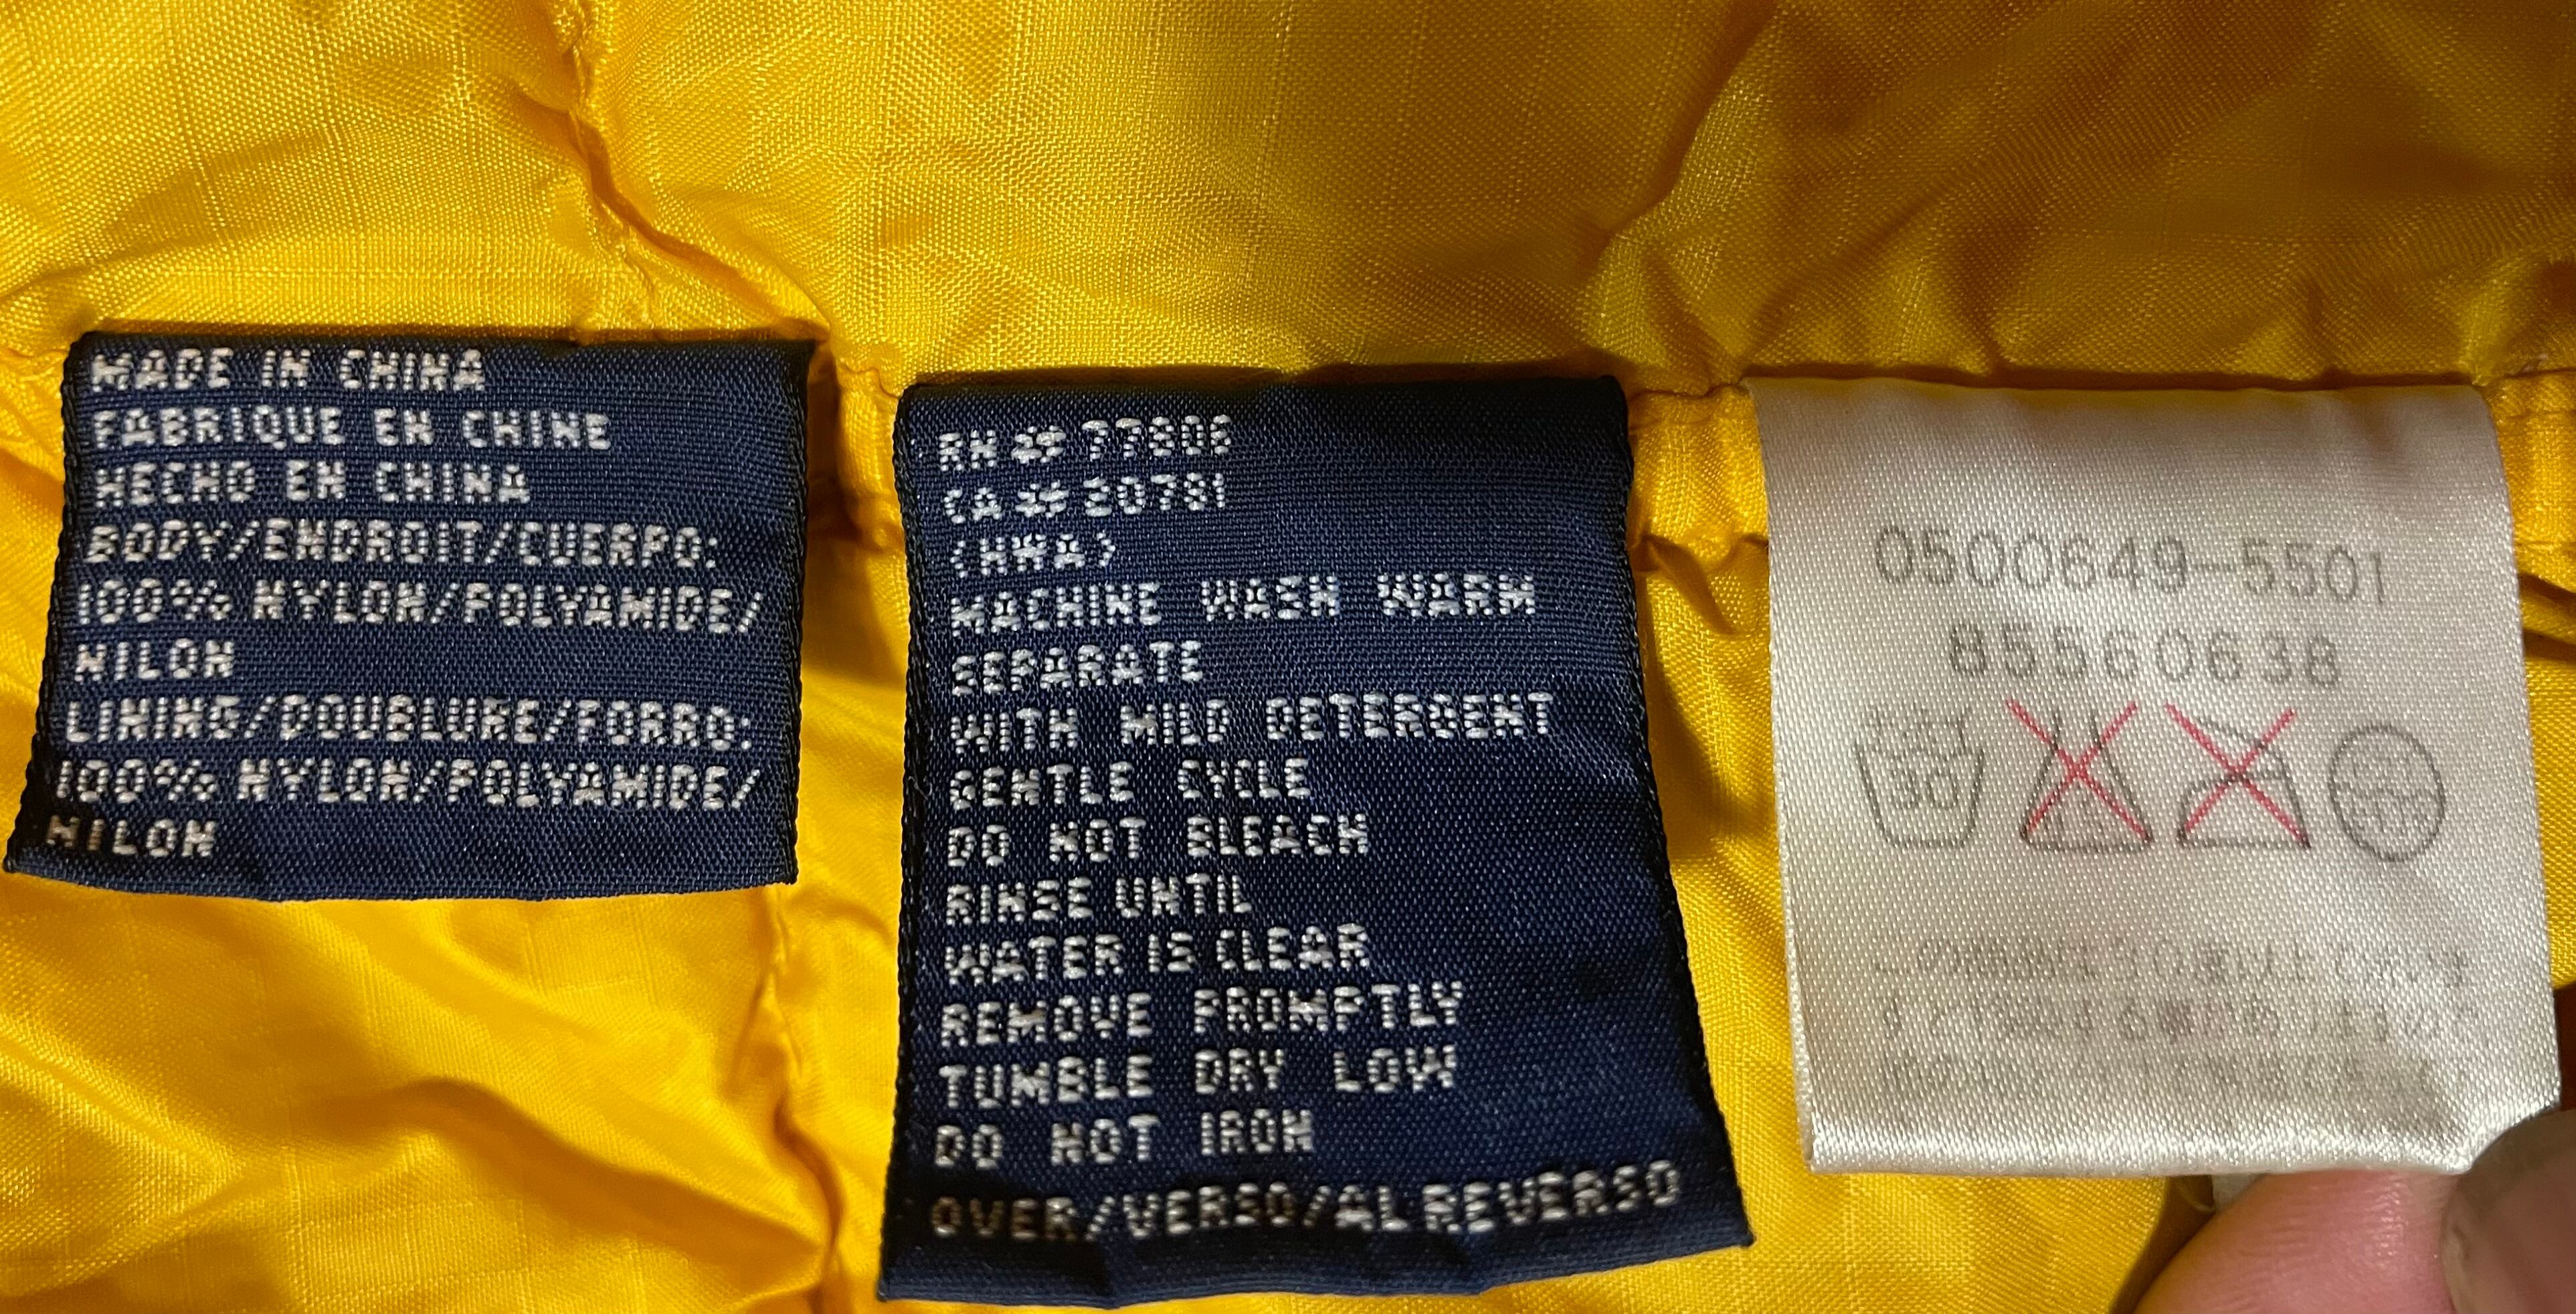 MADE IN CHINA
FABRIQUE EN CHINE
HECHO EN CHINA
BODY/ENDROIT/CUERPO:
100% NYLON/POLYAMIDE/
NILON
LINING/DOUBLURE/FORRO:
100% NYLON/POLYAMIDE/
NILON
RN # 77806
CA # 20781
(HWA)
MACHINE WASH WARM
SEPARATE
WITH MILD DETERGENT
GENTLE CYCLE
DO NOT BLEACH
RINSE UNTIL
WATER IS CLEAR
REMOVE PROMPTLY
TUMBLE DRY LOW
DO NOT IRON
OVER/VERSO/AL REVERSO
0500649-5501
85560638
30